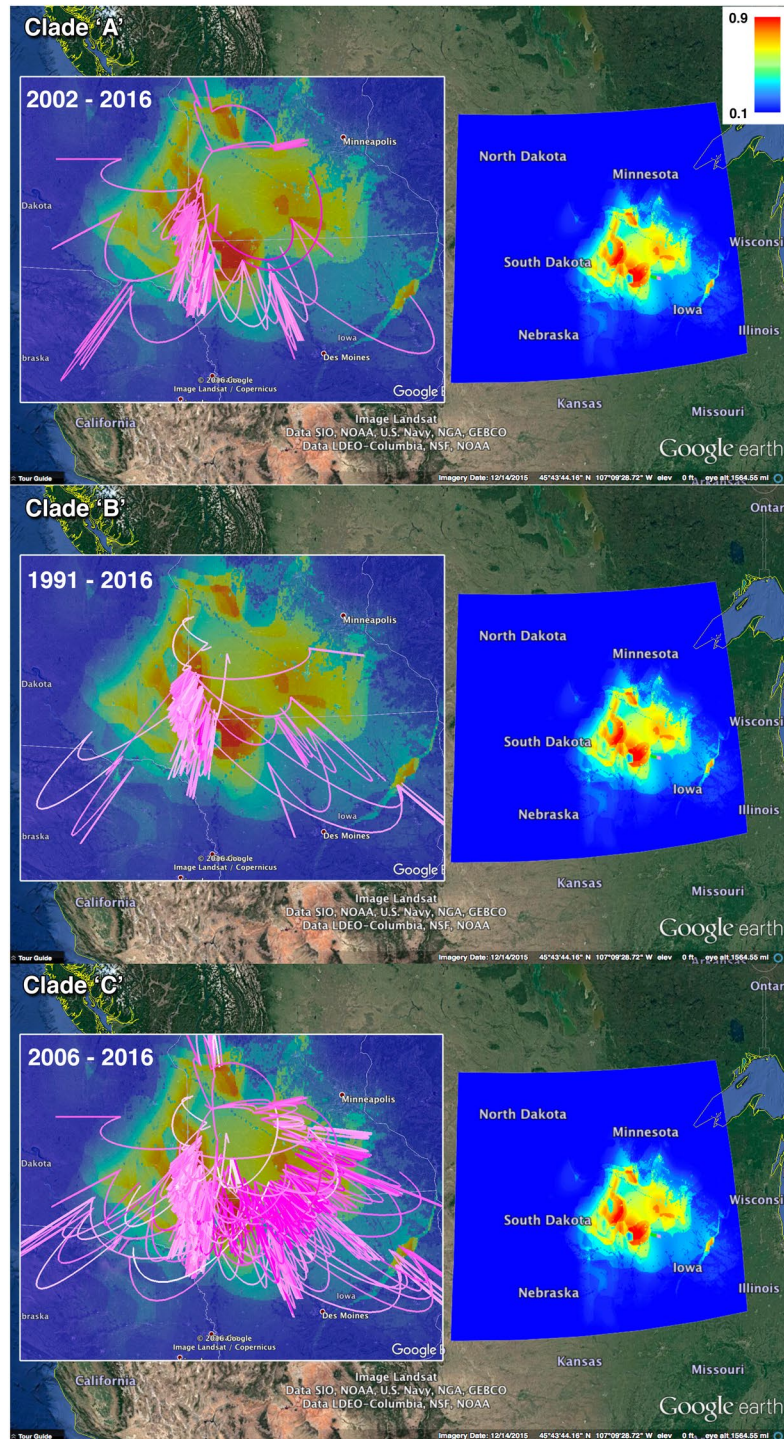 Clade 'A'
0.9
0.1
2002 - 2016
Minneapolis
Dakota
braska
Iowa
Des Moines
© 2016 Google
Image Landsat / Copernicus
Google
North Dakota
Minnesota
Wisconsi
South Dakota
Iowa
Nebraska
Illinois
Kansas
Missouri
California
Image Landsat
Data SIO, NOAA, U.S. Navy, NGA, GEBCO
Data LDEO-Columbia, NSF, NOAA
Google earth
Tour Guide
Imagery Date: 12/14/2015 45°43'44.16" N 107°09'28.72" W elev 0 ft eye alt 1564.55 mi
Clade 'B'
Ontar
1991 - 2016
Minneapolis
Dakota
braska
Iowa
Des Moines
Image Landsat / Copernicus
Google
North Dakota
Minnesota
Wisconsi
South Dakota
Iowa
Nebraska
Illinois
Kansas
Missouri
California
Image Landsat
Data SIO, NOAA, U.S. Navy, NGA, GEBCO
Data LDEO-Columbia, NSF, NOAA
Google earth
Tour Guide
Imagery Date: 12/14/2015 45°43'44.16" N 107°09'28.72" W elev 0 ft eye alt 1564.55 mi
Clade 'C'
Ontar
2006 - 2016
Minneapolis
Dakota
braska
Iowa
Des Moines
Image Landsat / Copernicus
Google
North Dakota
Minnesota
Wisconsi
South Dakota
Iowa
Nebraska
Illinois
Kansas
Missouri
California
Image Landsat
Data SIO, NOAA, U.S. Navy, NGA, GEBCO
Data LDEO-Columbia, NSF, NOAA
Google earth
Tour Guide
Imagery Date: 12/14/2015 45°43'44.16" N 107°09'28.72" W elev 0 ft eye alt 1564.55 mi